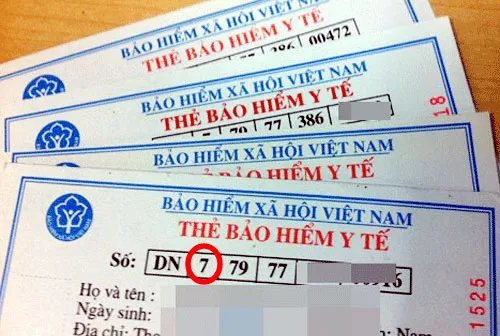 BẢO HIỂM XÃ HỘI VIỆT NAM
THẺ BẢO HIỂM Y TẾ
77 386 00472
BẢO HIỂM XÃ HỘI VIỆT NAM
THẺ BẢO HIỂM Y TẾ
7 79 77 386
18
BẢO HIỂM XÃ HỘI VIỆT NAM
THẺ BẢO HIỂM Y TẾ
BẢO HIỂM XÃ HỘI VIỆT NAM
THẺ BẢO HIỂM Y TẾ
Số: DN 7 79 77
Họ và tên :
Ngày sinh:
Địa chỉ:
1525